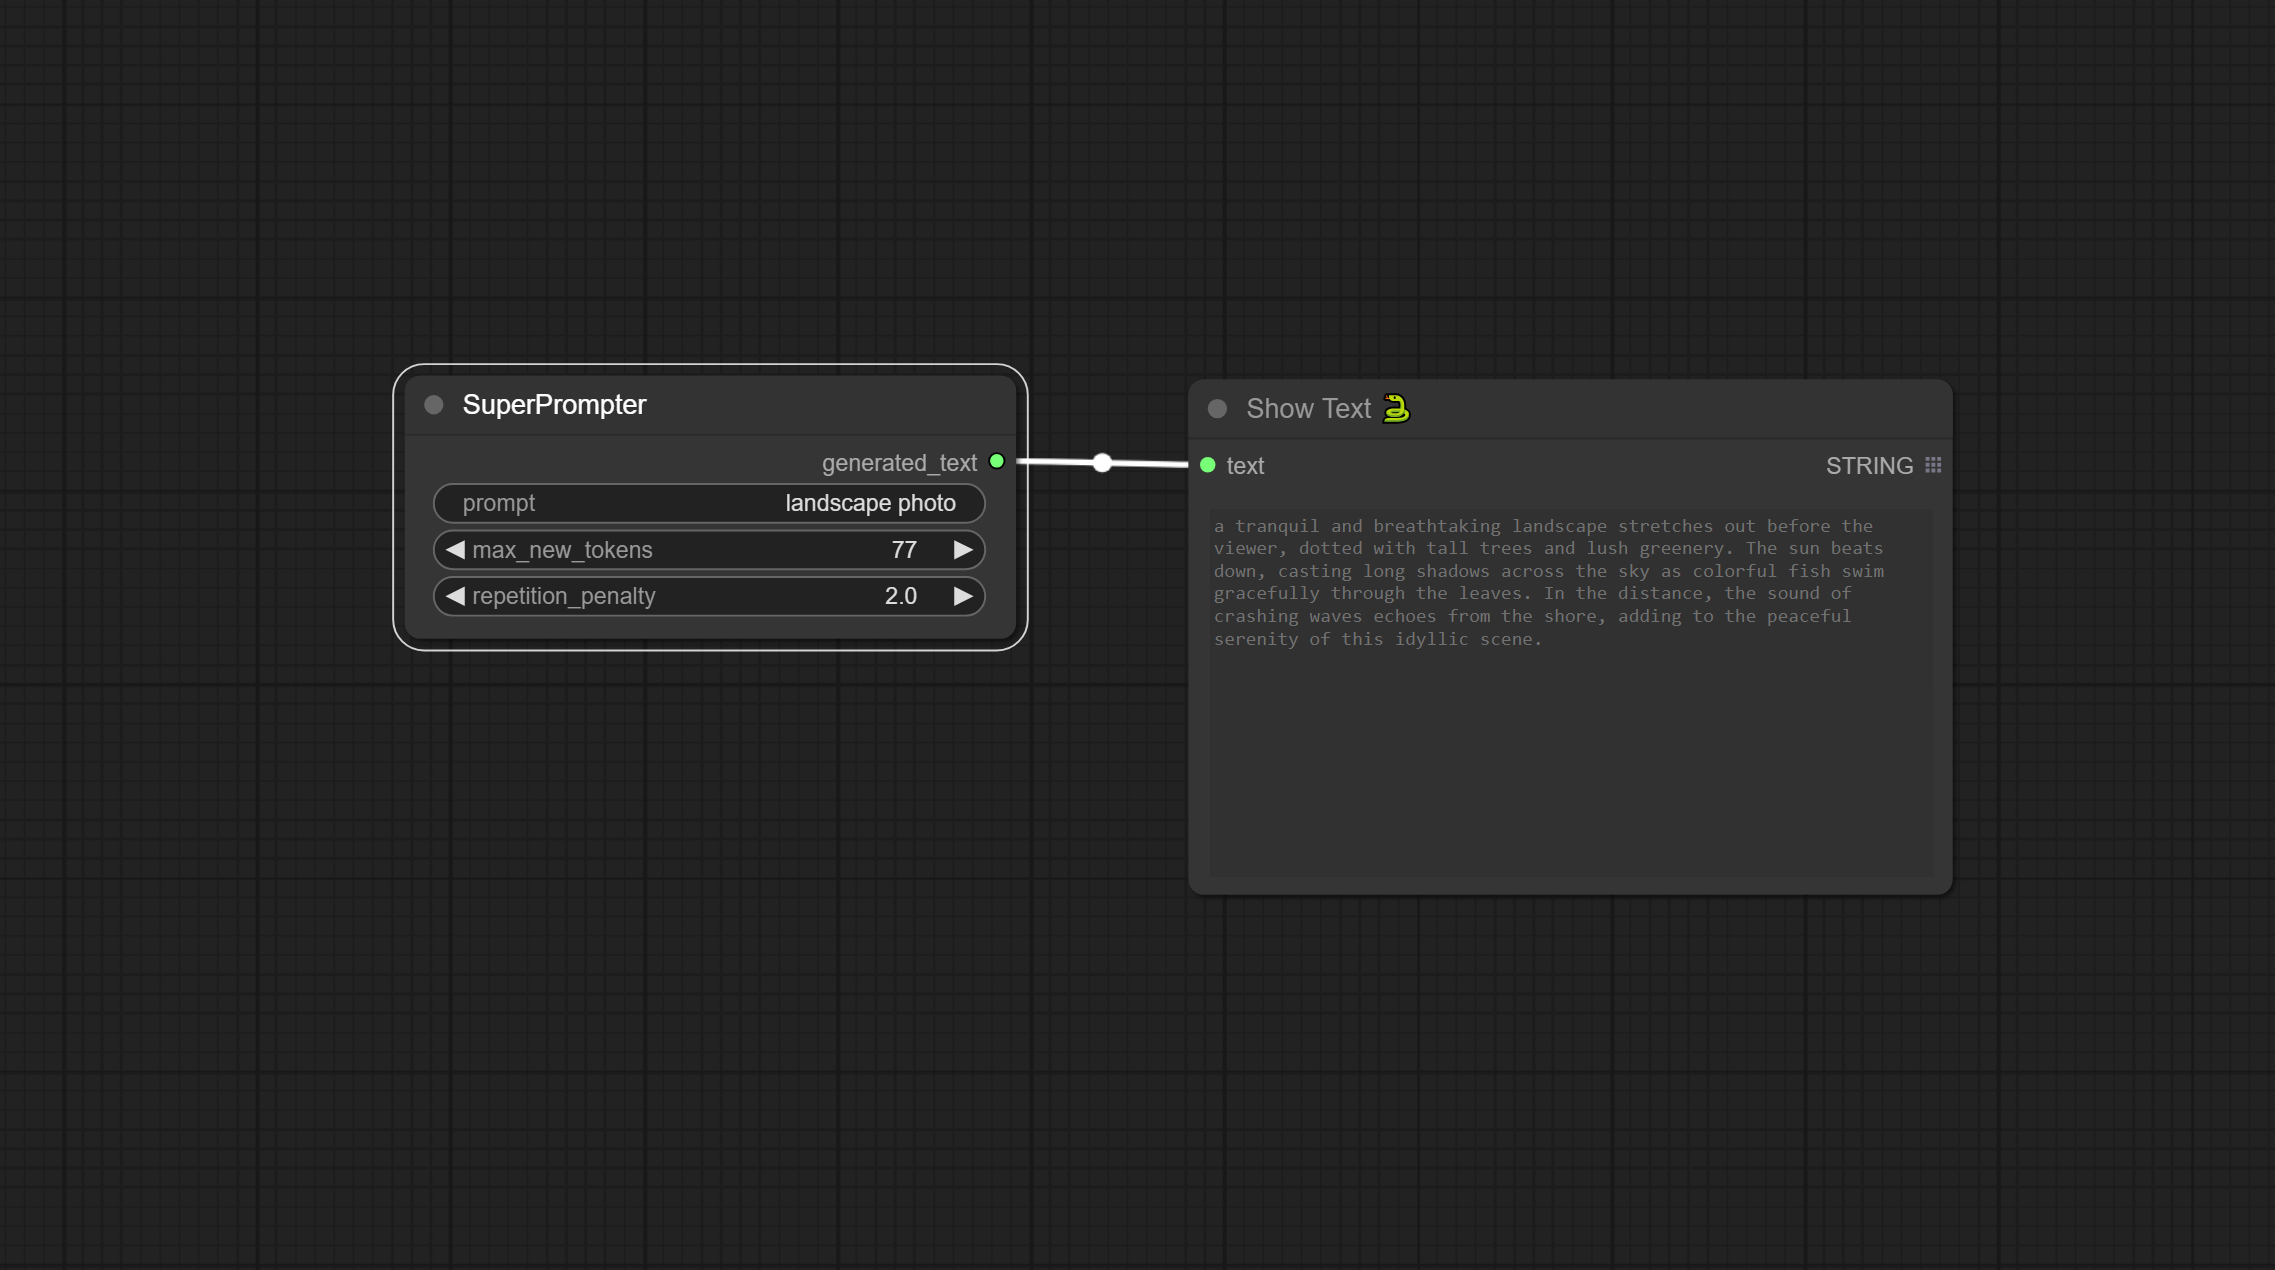 SuperPrompter
generated_text
prompt landscape photo
max_new_tokens 77
repetition_penalty 2.0
Show Text
text STRING
a tranquil and breathtaking landscape stretches out before the
viewer, dotted with tall trees and lush greenery. The sun beats
down, casting long shadows across the sky as colorful fish swim
gracefully through the leaves. In the distance, the sound of
crashing waves echoes from the shore, adding to the peaceful
serenity of this idyllic scene.